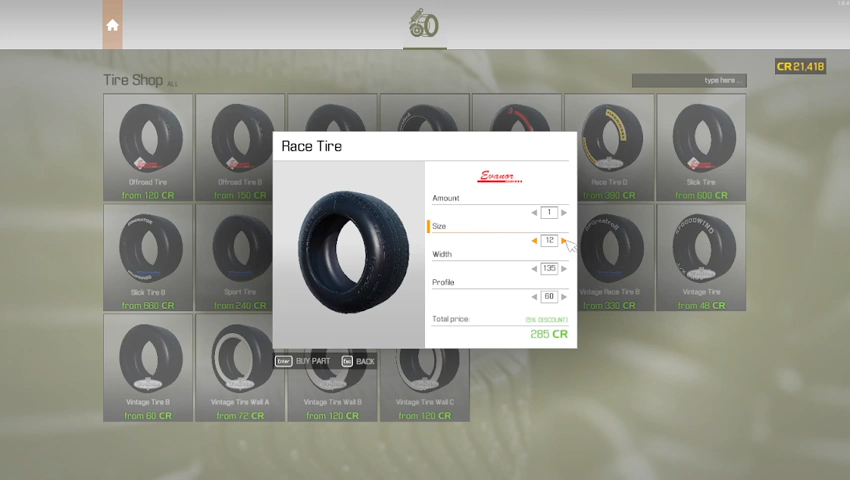 CR21,418
Tire Shop ALL
type here ...
Race Tire
Evanor
Amount
1
Size
12
Width
135
Profile
60
Total price:
(5% DISCOUNT)
285 CR
Enter BUY PART Esc BACK
Offroad Tire
from 120 CR
Offroad Tire B
from 150 CR
Race Tire B
from 380 CR
Slick Tire
from 600 CR
Slick Tire B
from 660 CR
Sport Tire
from 240 CR
Vintage Race Tire B
from 330 CR
Vintage Tire
from 48 CR
Vintage Tire B
from 60 CR
Vintage Tire Wall A
from 72 CR
Vintage Tire Wall B
from 120 CR
Vintage Tire Wall C
from 120 CR